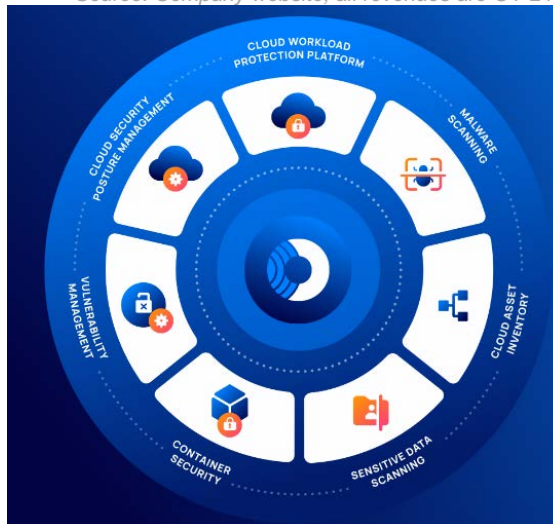 CLOUD WORKLOAD
PROTECTION PLATFORM
MALWARE
SCANNING
CLOUD ASSET
INVENTORY
SENSITIVE DATA
SCANNING
CONTAINER
SECURITY
VULNERABILITY
MANAGEMENT
CLOUD SECURITY
POSTURE MANAGEMENT